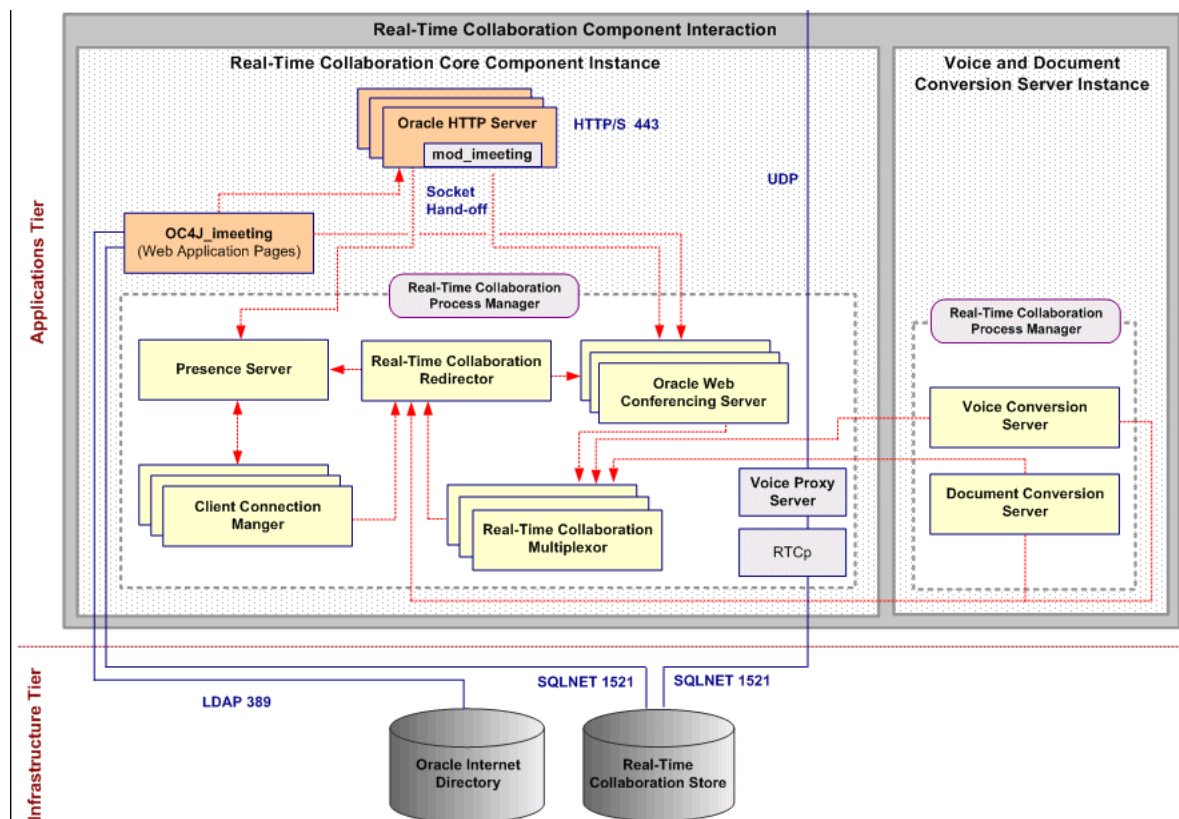 Real-Time Collaboration Component Interaction
Real-Time Collaboration Core Component Instance
Voice and Document
Conversion Server Instance
Oracle HTTP Server
HTTP/S 443
mod_imeeting
UDP
Socket
Hand-off
OC4J_imeeting
(Web Application Pages)
Applications Tier
Real-Time Collaboration
Process Manager
Real-Time Collaboration
Process Manager
Presence Server
Real-Time Collaboration
Redirector
Oracle Web
Conferencing Server
Voice Conversion
Server
Client Connection
Manger
Real-Time Collaboration
Multiplexor
Voice Proxy
Server
Document Conversion
Server
RTCp
Infrastructure Tier
LDAP 389
SQLNET 1521
SQLNET 1521
Oracle Internet
Directory
Real-Time
Collaboration Store